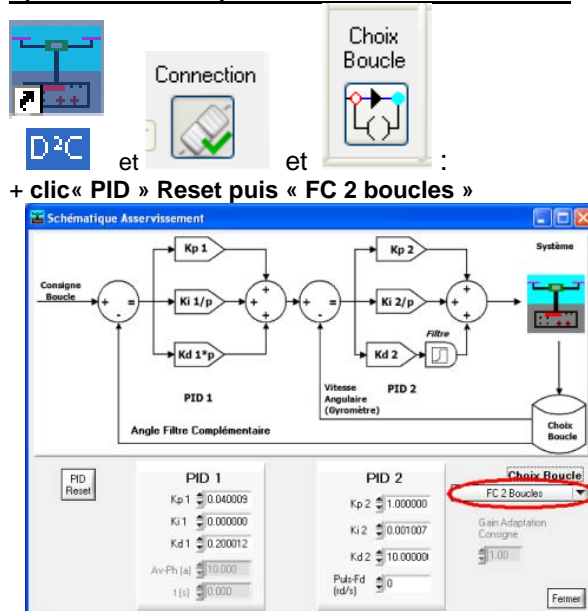 Choix
Boucle
Connection
D²C
et
et
:
+ clic« PID » Reset puis « FC 2 boucles »
Schématique Asservissement
Kp 1
Kp 2
Système
Consigne
Boucle
+
=
-
Ki 1/p
+
+
+
+
=
-
Ki 2/p
+
+
+
Filtre
Kd 1*p
Kd 2
PID 1
Vitesse
Angulaire
(Gyromètre)
PID 2
Angle Filtre Complémentaire
Choix
Boucle
PID
Reset
PID 1
Kp 1 0.040009
Ki 1 0.000000
Kd 1 0.200012
Av-Ph (a) 10.000
t (s) 0.000
PID 2
Kp 2 1.000000
Ki 2 0.001007
Kd 2 10.00000
Puls-Fd
(rd/s) 0
Choix Boucle
FC 2 Boucles
Gain Adaptation
Consigne
1.00
Fermer